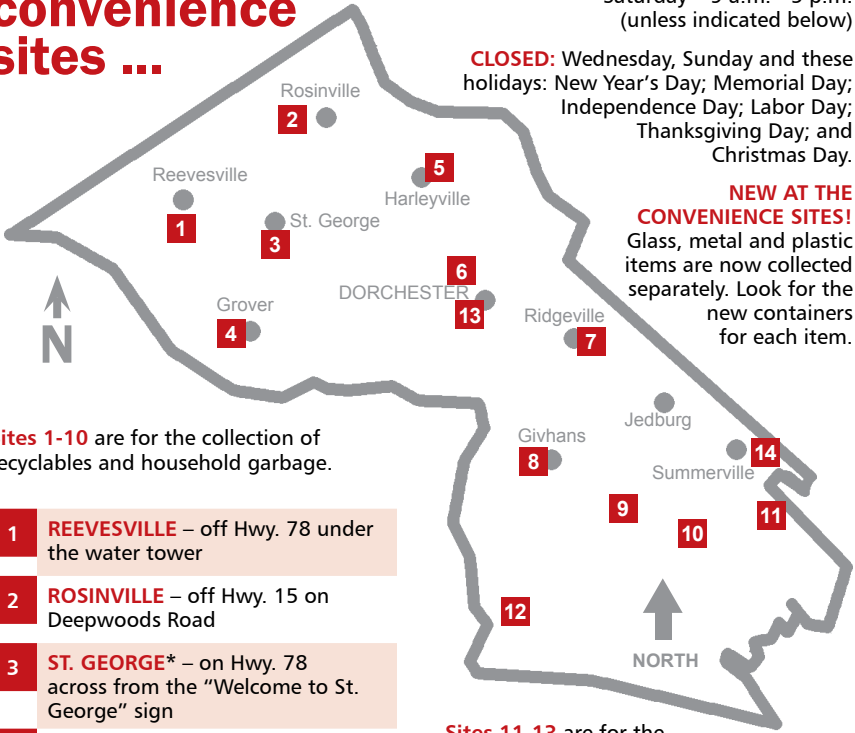 convenience
sites ...
(unless indicated below)
CLOSED: Wednesday, Sunday and these
holidays: New Year’s Day; Memorial Day;
Independence Day; Labor Day;
Thanksgiving Day; and
Christmas Day.
NEW AT THE
CONVENIENCE SITES!
Glass, metal and plastic
items are now collected
separately. Look for the
new containers
for each item.
Rosinville
2
5
Harleyville
Reevesville
1
St. George
3
6
DORCHESTER
13
Grover
4
N
Ridgeville
7
Jedburg
Givhans
8
14
Summerville
9
10
11
12
NORTH
ites 1-10 are for the collection of
ecyclables and household garbage.
1 REEVESVILLE – off Hwy. 78 under
the water tower
2 ROSINVILLE – off Hwy. 15 on
Deepwoods Road
3 ST. GEORGE* – on Hwy. 78
across from the “Welcome to St.
George” sign
Sites 11-13 are for the